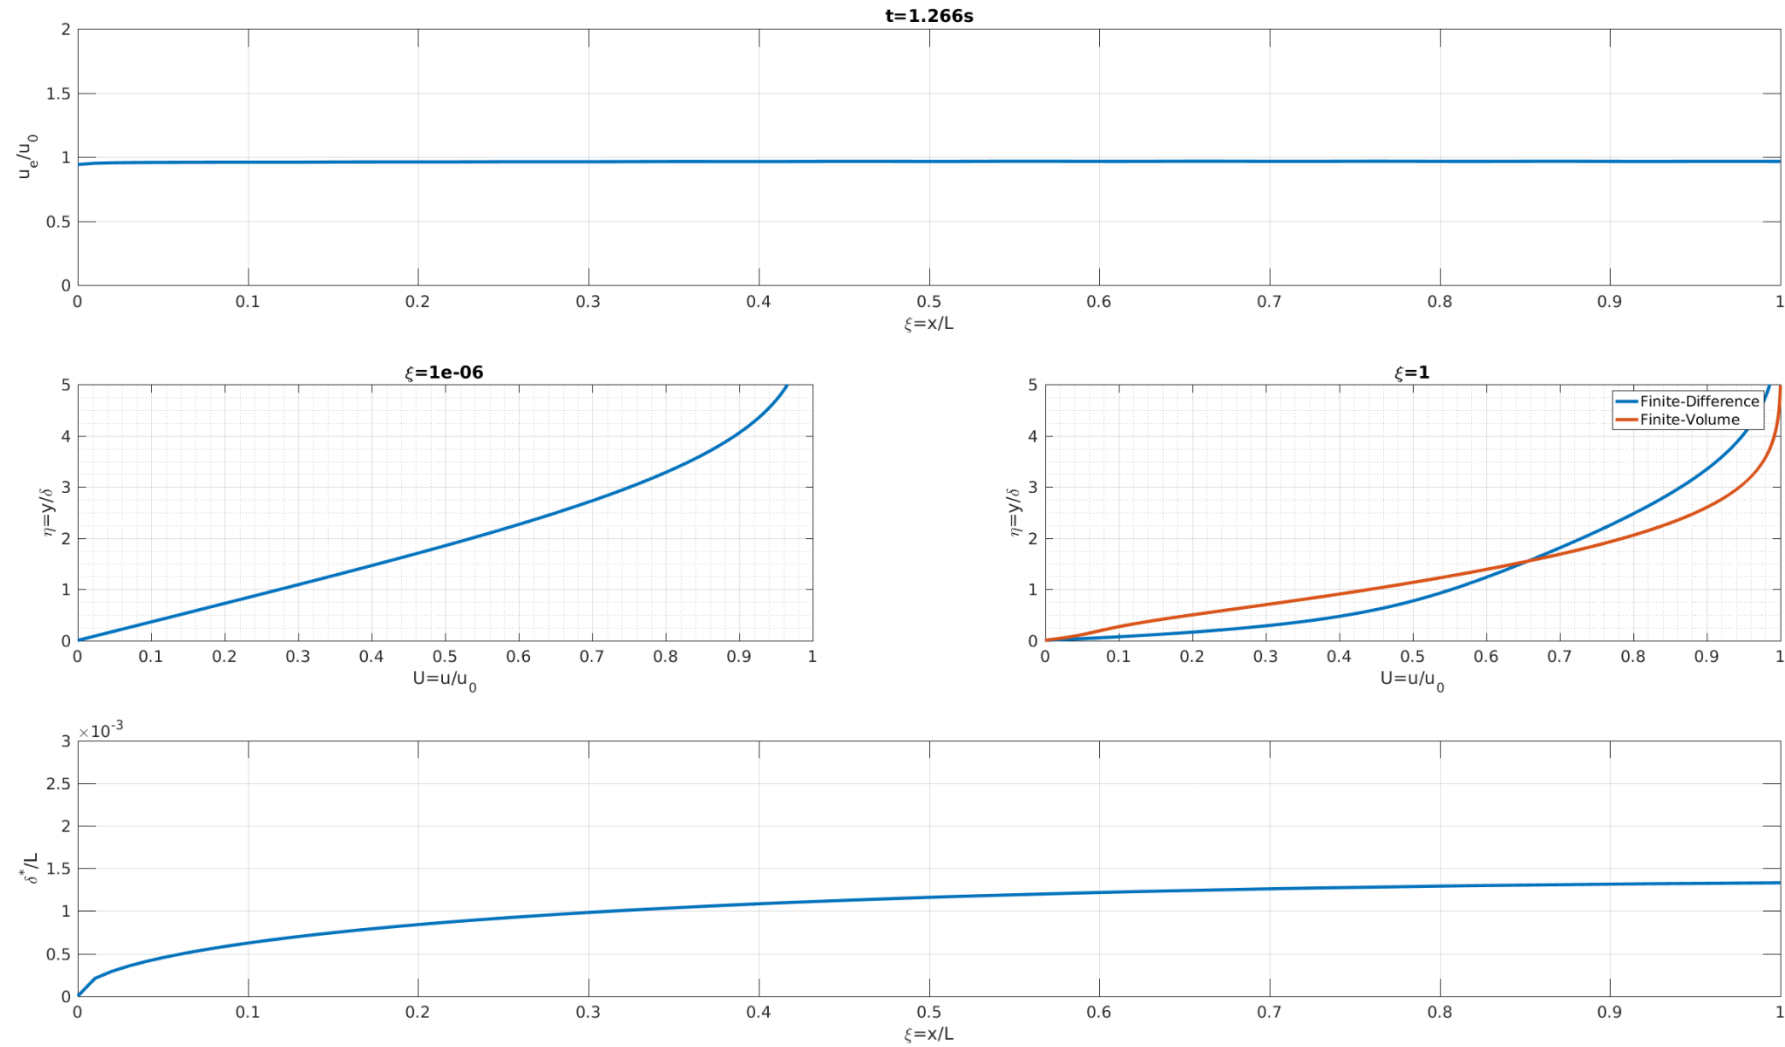 t=1.266s
2
1.5
1
0.5
0
u_e/u_0
0 0.1 0.2 0.3 0.4 0.5 0.6 0.7 0.8 0.9 1
ξ=x/L
ξ=1e-06
5
4
3
2
1
0
η=y/δ
0 0.1 0.2 0.3 0.4 0.5 0.6 0.7 0.8 0.9 1
U=u/u_0
ξ=1
Finite-Difference
Finite-Volume
5
4
3
2
1
0
η=y/δ
0 0.1 0.2 0.3 0.4 0.5 0.6 0.7 0.8 0.9 1
U=u/u_0
×10^-3
3
2.5
2
1.5
1
0.5
0
δ^*/L
0 0.1 0.2 0.3 0.4 0.5 0.6 0.7 0.8 0.9 1
ξ=x/L